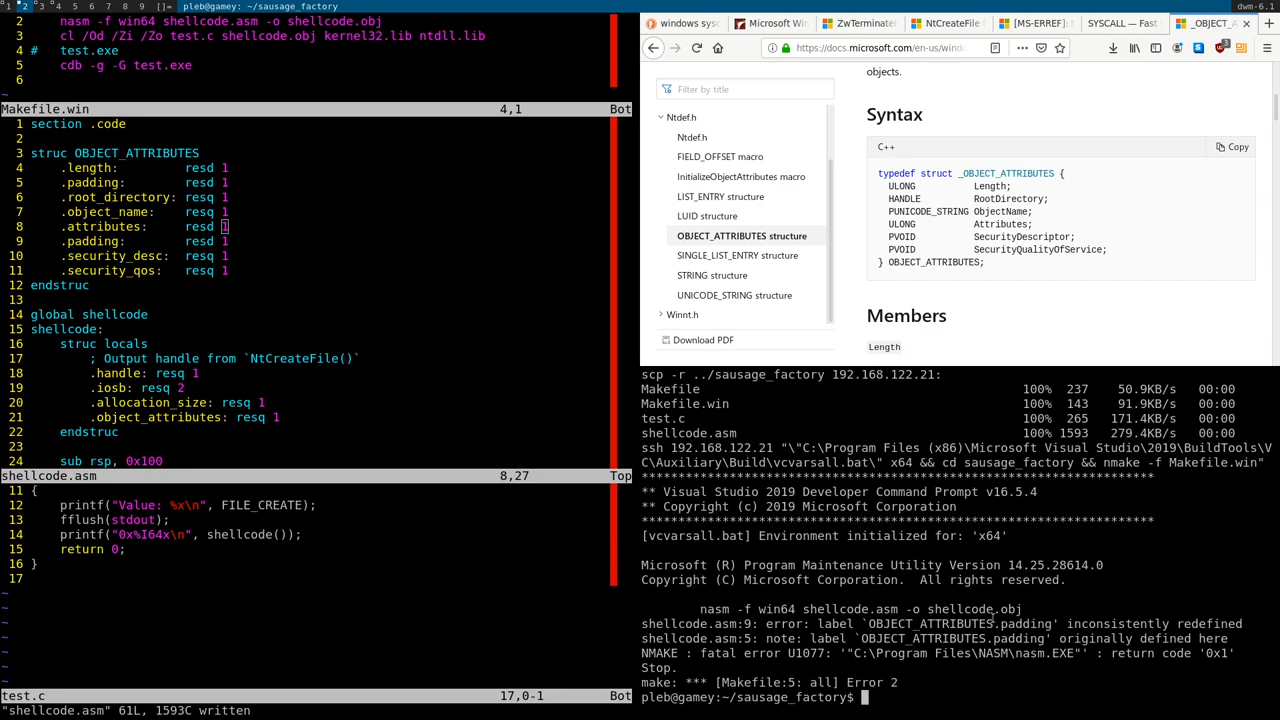 1 2 3 4 5 6 7 8 9 []= pleb@gamey: ~/sausage_factory dwm-6.1
2 nasm -f win64 shellcode.asm -o shellcode.obj
3 cl /Od /Zi /Zo test.c shellcode.obj kernel32.lib ntdll.lib
4 # test.exe
5 cdb -g -G test.exe
6
~
Makefile.win 4,1 Bot
1 section .code
2
3 struc OBJECT_ATTRIBUTES
4 .length: resd 1
5 .padding: resd 1
6 .root_directory: resq 1
7 .object_name: resq 1
8 .attributes: resd 1
9 .padding: resd 1
10 .security_desc: resq 1
11 .security_qos: resq 1
12 endstruc
13
14 global shellcode
15 shellcode:
16 struc locals
17 ; Output handle from `NtCreateFile()`
18 .handle: resq 1
19 .iosb: resq 2
20 .allocation_size: resq 1
21 .object_attributes: resq 1
22 endstruc
23
24 sub rsp, 0x100
shellcode.asm 8,27 Top
11 {
12 printf("Value: %x\n", FILE_CREATE);
13 fflush(stdout);
14 printf("0x%I64x\n", shellcode());
15 return 0;
16 }
17
~
~
~
~
~
~
~
test.c 17,0-1 Bot
"shellcode.asm" 61L, 1593C written
windows sys
Microsoft Win
ZwTerminate
NtCreateFile
[MS-ERREF]:
SYSCALL — Fast
_OBJECT_A
https://docs.microsoft.com/en-us/wind
3
Filter by title
Ntdef.h
Ntdef.h
FIELD_OFFSET macro
InitializeObjectAttributes macro
LIST_ENTRY structure
LUID structure
OBJECT_ATTRIBUTES structure
SINGLE_LIST_ENTRY structure
STRING structure
UNICODE_STRING structure
Winnt.h
Download PDF
objects.
Syntax
C++ Copy
typedef struct _OBJECT_ATTRIBUTES {
ULONG Length;
HANDLE RootDirectory;
PUNICODE_STRING ObjectName;
ULONG Attributes;
PVOID SecurityDescriptor;
PVOID SecurityQualityOfService;
} OBJECT_ATTRIBUTES;
Members
Length
scp -r ../sausage_factory 192.168.122.21:
Makefile 100% 237 50.9KB/s 00:00
Makefile.win 100% 143 91.9KB/s 00:00
test.c 100% 265 171.4KB/s 00:00
shellcode.asm 100% 1593 279.4KB/s 00:00
ssh 192.168.122.21 "\"C:\Program Files (x86)\Microsoft Visual Studio\2019\BuildTools\V
C\Auxiliary\Build\vcvarsall.bat\" x64 && cd sausage_factory && nmake -f Makefile.win"
**********************************************************************
** Visual Studio 2019 Developer Command Prompt v16.5.4
** Copyright (c) 2019 Microsoft Corporation
**********************************************************************
[vcvarsall.bat] Environment initialized for: 'x64'
Microsoft (R) Program Maintenance Utility Version 14.25.28614.0
Copyright (C) Microsoft Corporation. All rights reserved.
nasm -f win64 shellcode.asm -o shellcode.obj
shellcode.asm:9: error: label `OBJECT_ATTRIBUTES.padding' inconsistently redefined
shellcode.asm:5: note: label `OBJECT_ATTRIBUTES.padding' originally defined here
NMAKE : fatal error U1077: '"C:\Program Files\NASM\nasm.EXE"' : return code '0x1'
Stop.
make: *** [Makefile:5: all] Error 2
pleb@gamey:~/sausage_factory$